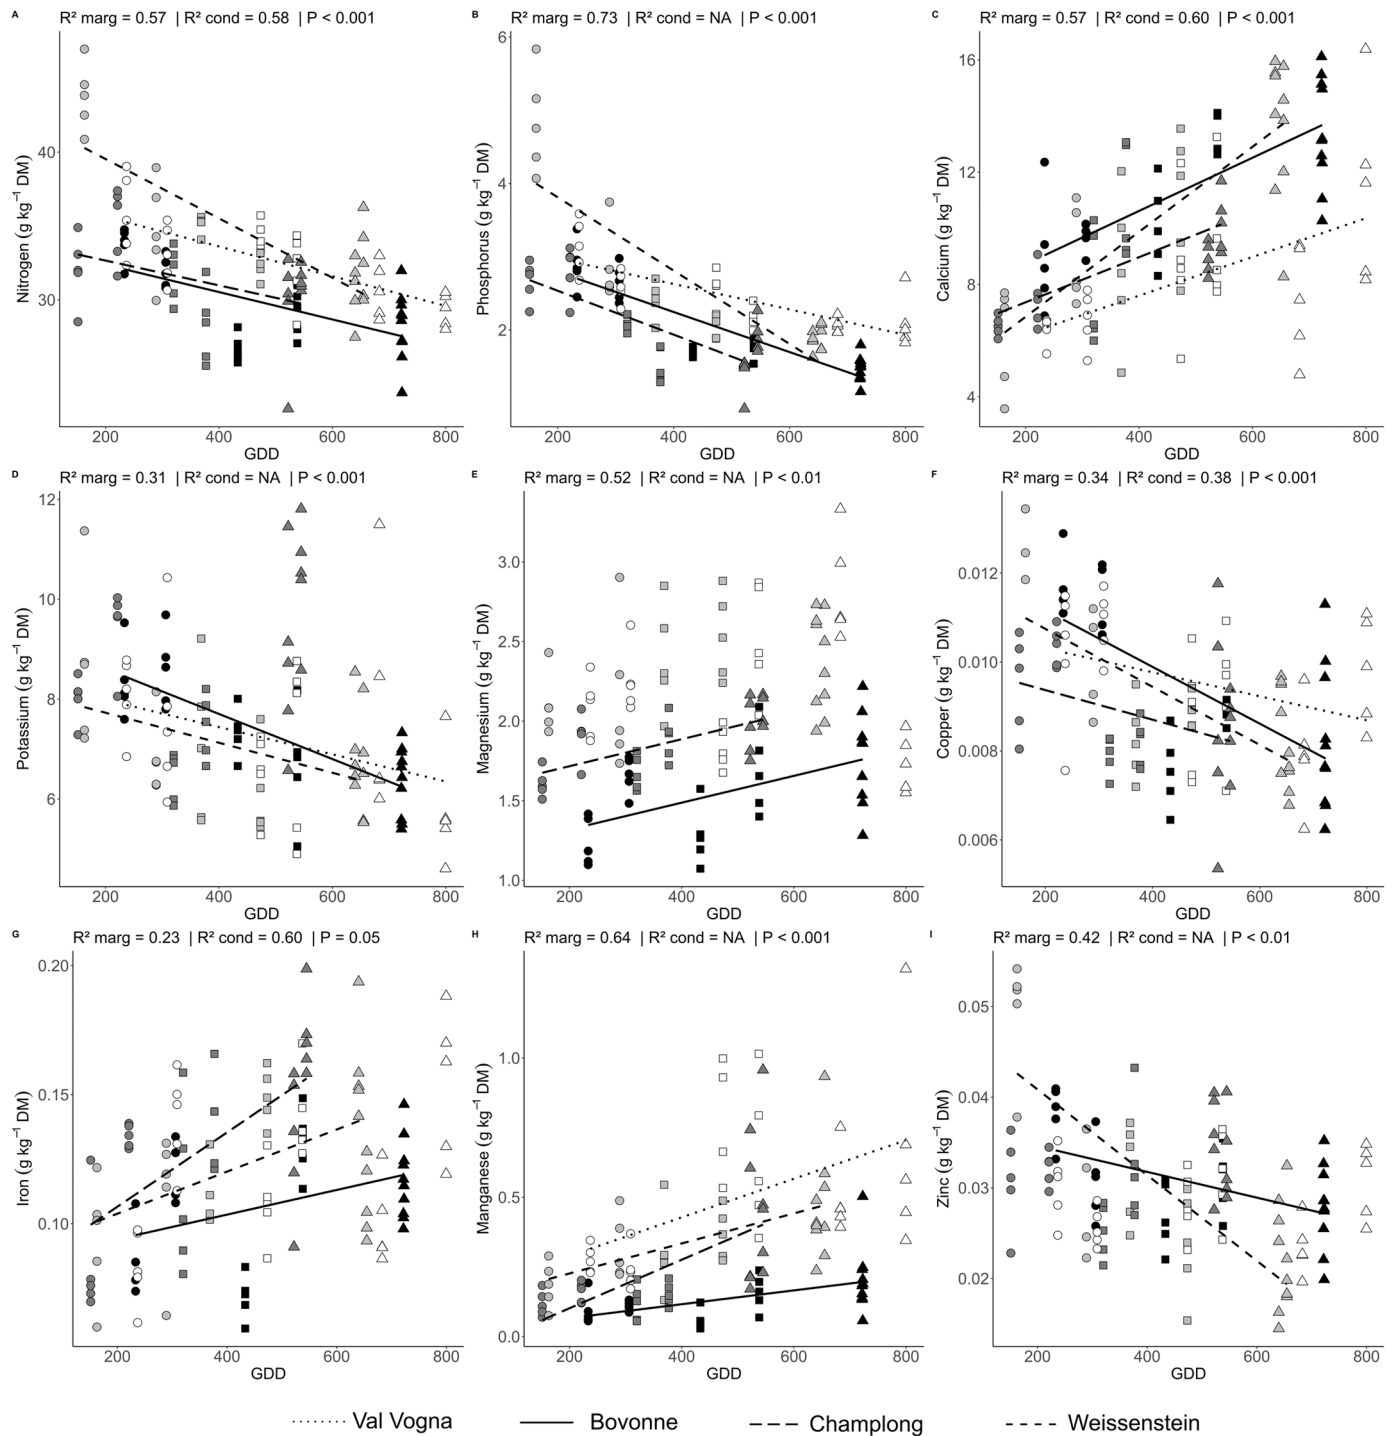 A R² marg = 0.57 | R² cond = 0.58 | P < 0.001
Nitrogen (g kg⁻¹ DM)
40
30
200 400 600 800
GDD
B R² marg = 0.73 | R² cond = NA | P < 0.001
Phosphorus (g kg⁻¹ DM)
6
4
2
200 400 600 800
GDD
C R² marg = 0.57 | R² cond = 0.60 | P < 0.001
Calcium (g kg⁻¹ DM)
16
12
8
4
200 400 600 800
GDD
D R² marg = 0.31 | R² cond = NA | P < 0.001
Potassium (g kg⁻¹ DM)
12
10
8
6
200 400 600 800
GDD
E R² marg = 0.52 | R² cond = NA | P < 0.01
Magnesium (g kg⁻¹ DM)
3.0
2.5
2.0
1.5
1.0
200 400 600 800
GDD
F R² marg = 0.34 | R² cond = 0.38 | P < 0.001
Copper (g kg⁻¹ DM)
0.012
0.010
0.008
0.006
200 400 600 800
GDD
G R² marg = 0.23 | R² cond = 0.60 | P = 0.05
Iron (g kg⁻¹ DM)
0.20
0.15
0.10
200 400 600 800
GDD
H R² marg = 0.64 | R² cond = NA | P < 0.001
Manganese (g kg⁻¹ DM)
1.0
0.5
0.0
200 400 600 800
GDD
I R² marg = 0.42 | R² cond = NA | P < 0.01
Zinc (g kg⁻¹ DM)
0.05
0.04
0.03
0.02
200 400 600 800
GDD
Val Vogna Bovonne Champlong Weissenstein